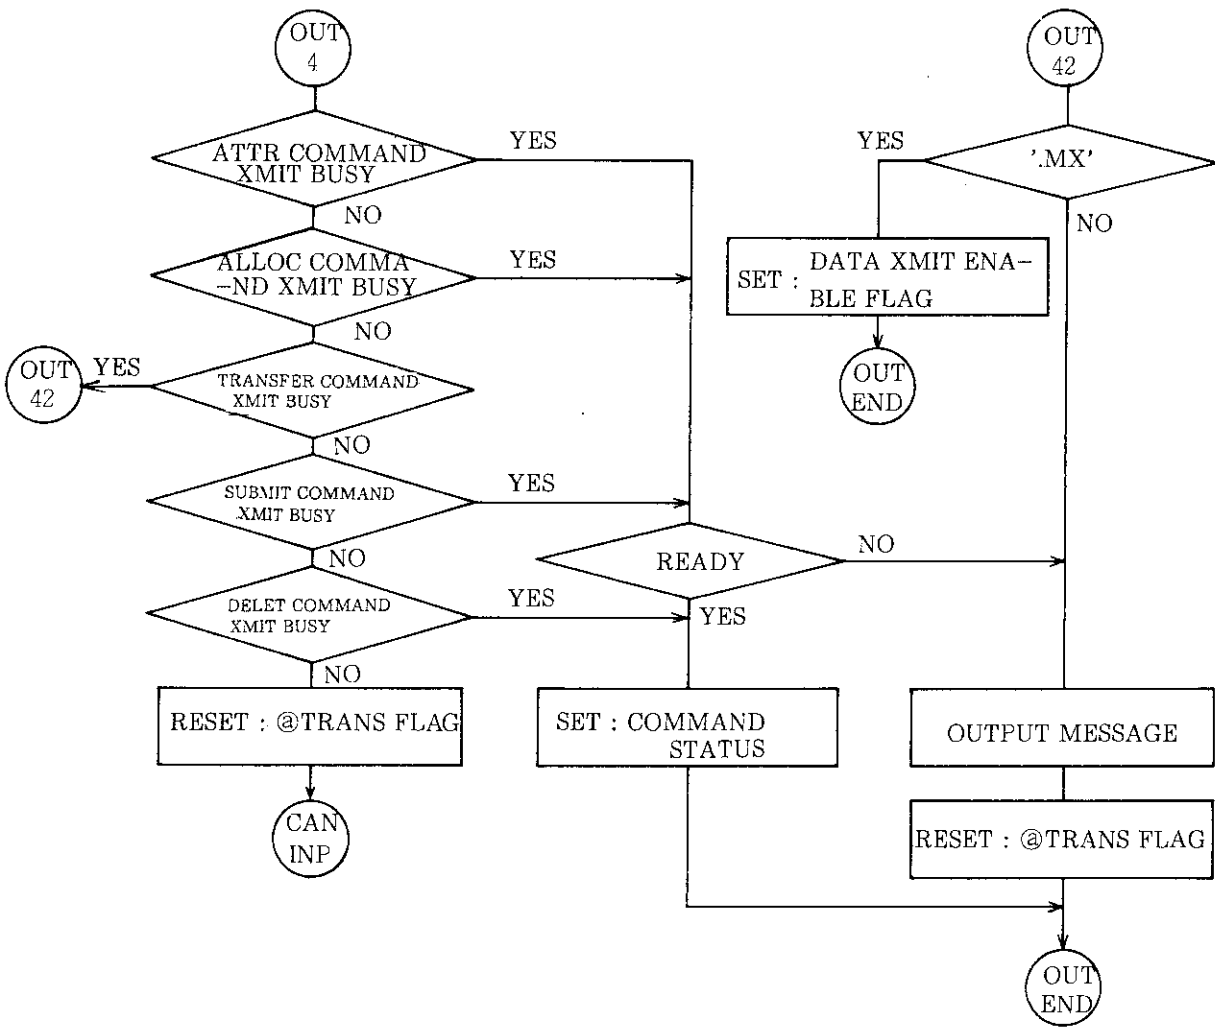 OUT
4
ATTR COMMAND
XMIT BUSY
YES
NO
ALLOC COMMA
-ND XMIT BUSY
YES
NO
OUT
42
YES
TRANSFER COMMAND
XMIT BUSY
NO
SUBMIT COMMAND
XMIT BUSY
YES
NO
DELET COMMAND
XMIT BUSY
YES
NO
RESET : @TRANS FLAG
CAN
INP
READY
NO
YES
SET : COMMAND
STATUS
OUT
42
'.MX'
YES
NO
SET : DATA XMIT ENA-
BLE FLAG
OUT
END
OUTPUT MESSAGE
RESET : @TRANS FLAG
OUT
END